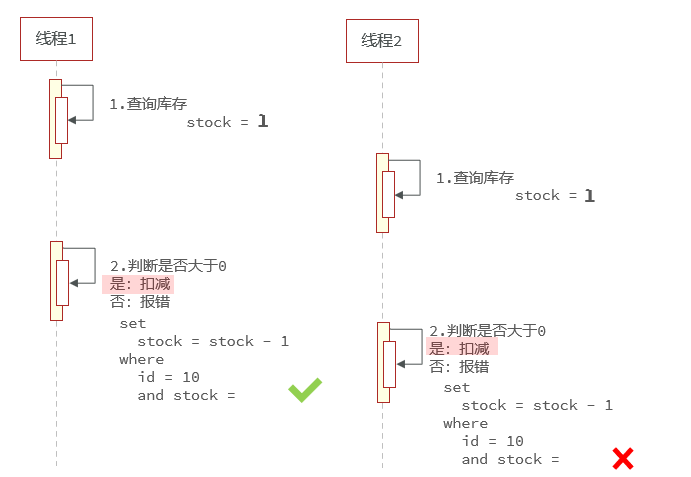 线程1
1.查询库存
stock = 1
2.判断是否大于0
是：扣减
否：报错
set
stock = stock - 1
where
id = 10
and stock =
线程2
1.查询库存
stock = 1
2.判断是否大于0
是：扣减
否：报错
set
stock = stock - 1
where
id = 10
and stock =